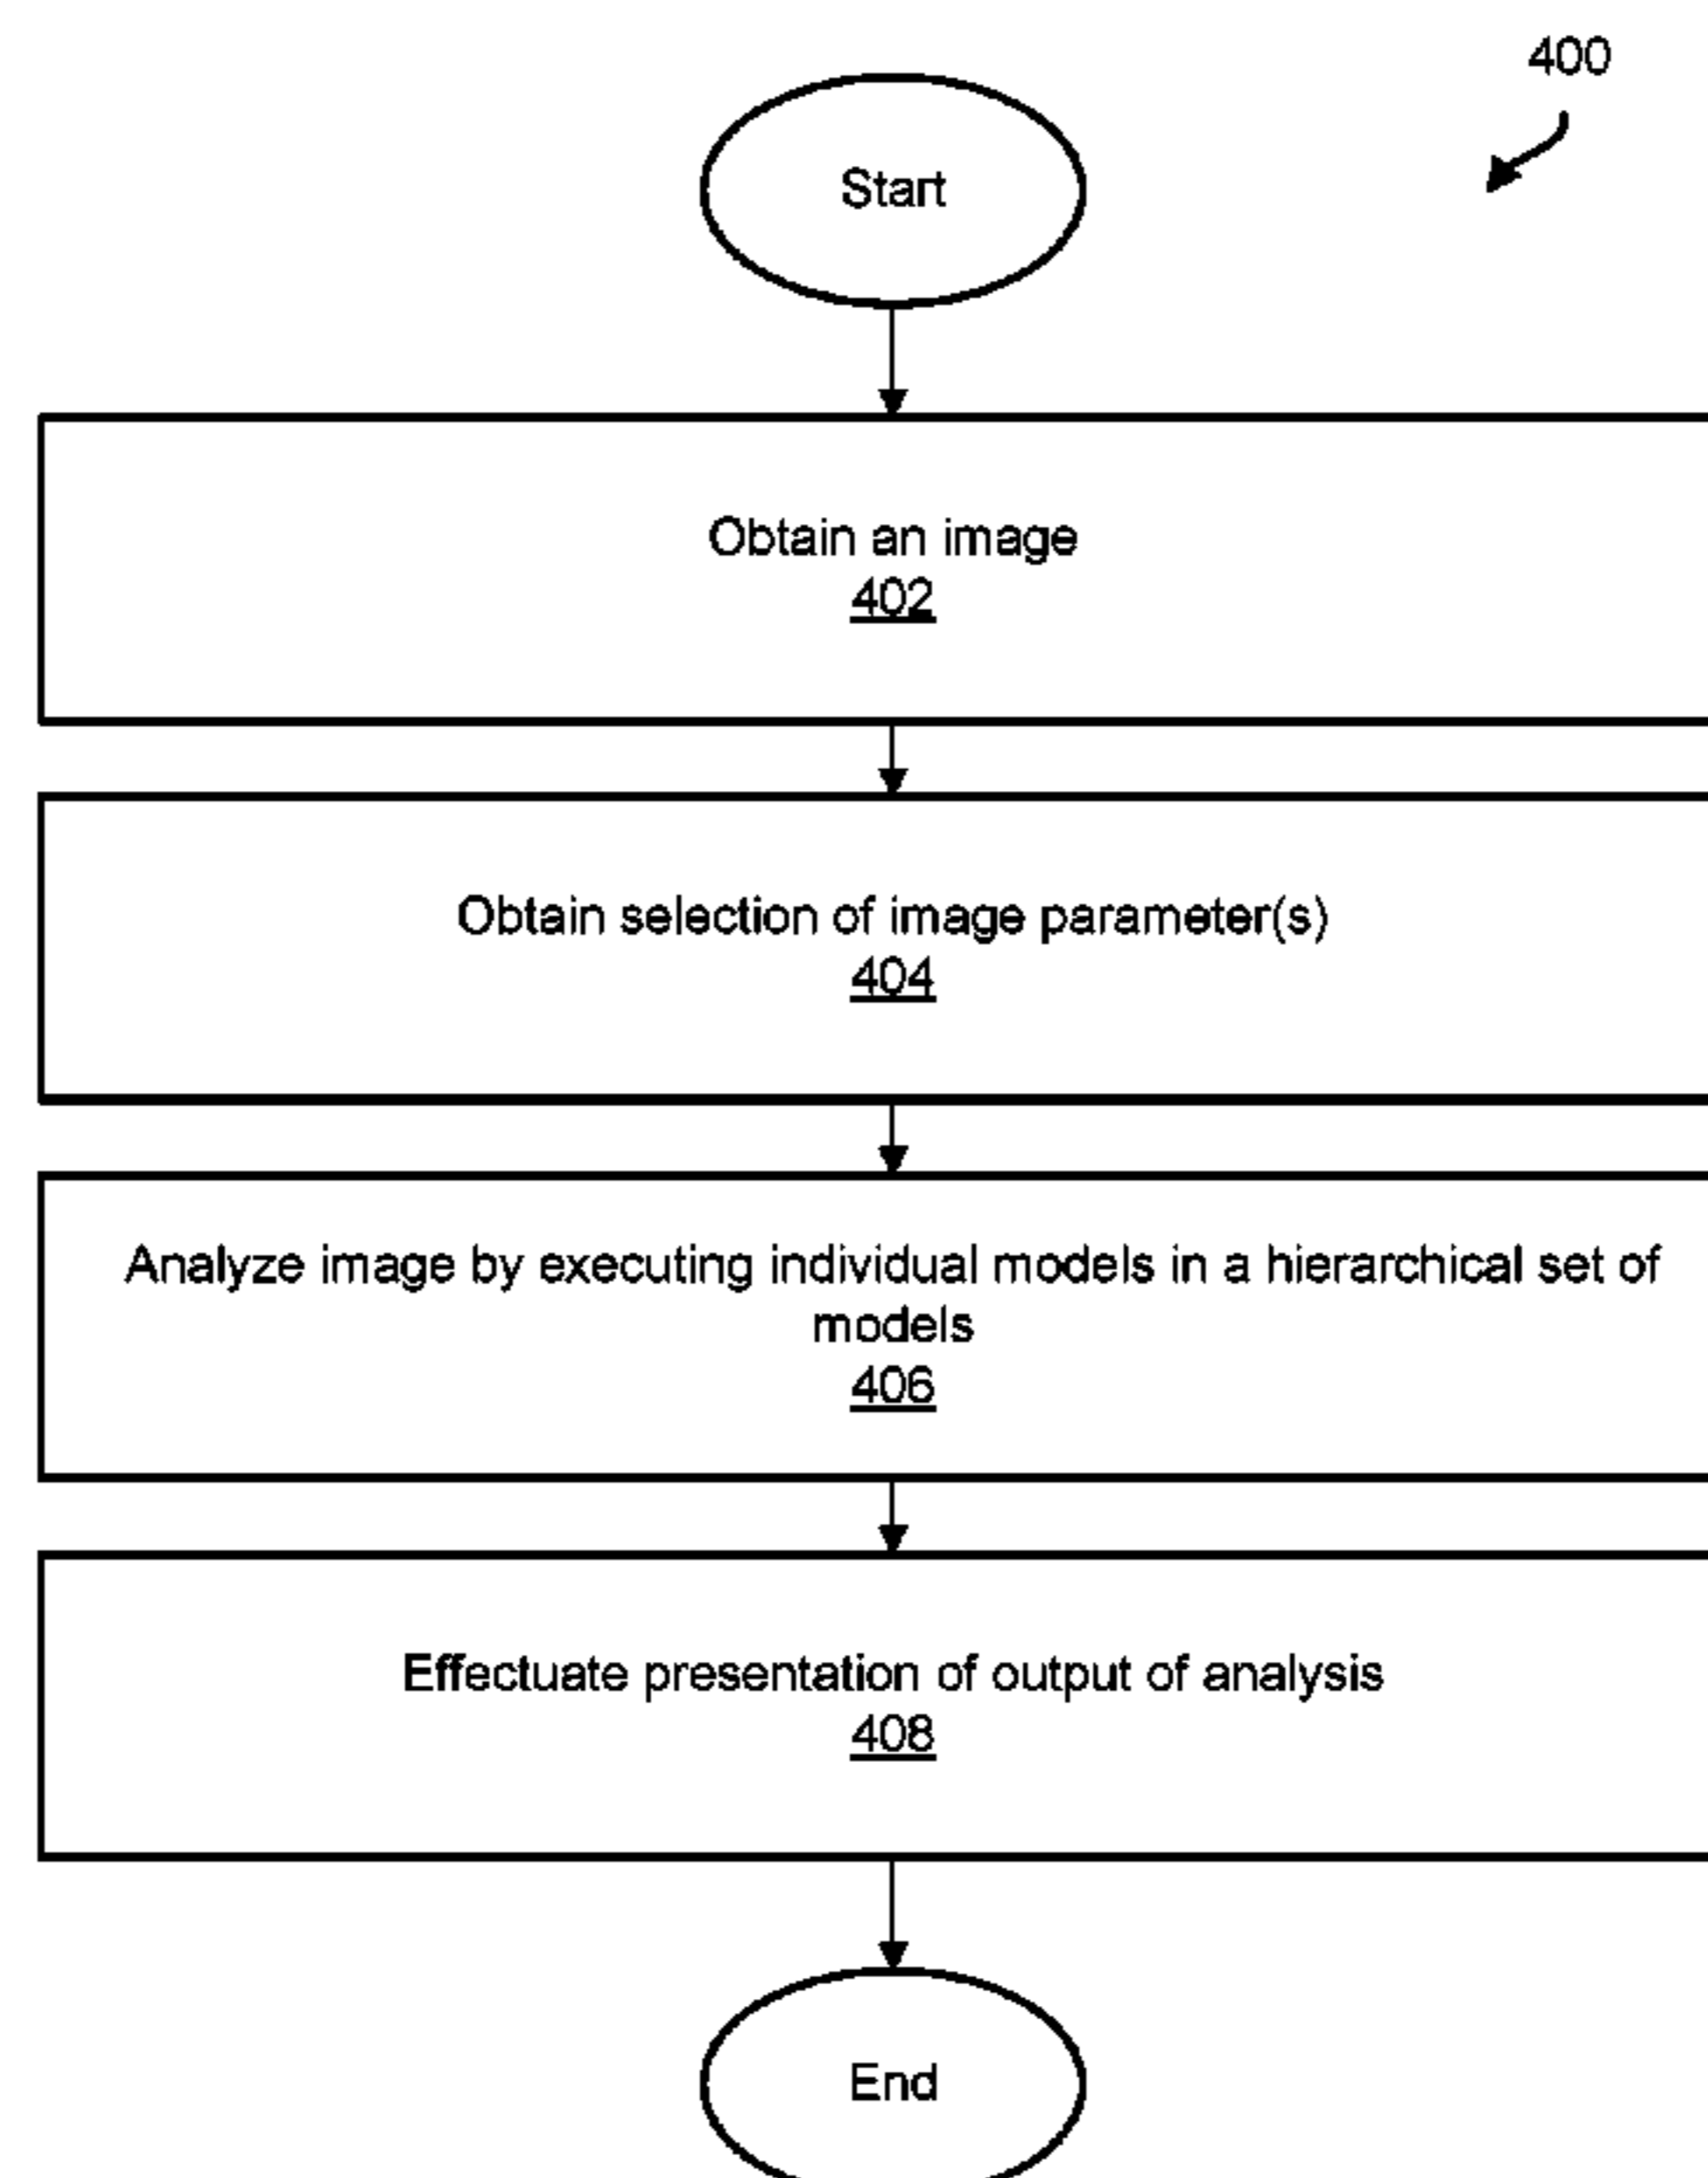 400
Start
Obtain an image
402
Obtain selection of image parameter(s)
404
Analyze image by executing individual models in a hierarchical set of
models
406
Effectuate presentation of output of analysis
408
End